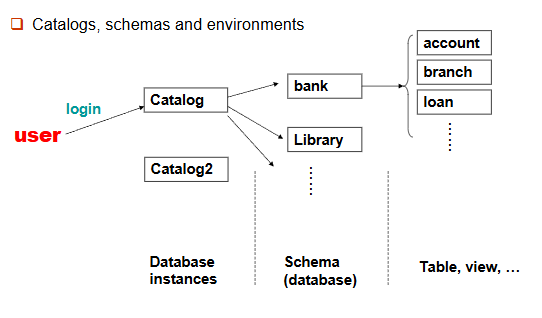 Catalogs, schemas and environments
account
branch
loan
bank
Catalog
login
user
Library
Catalog2
Database
instances
Schema
(database)
Table, view, …